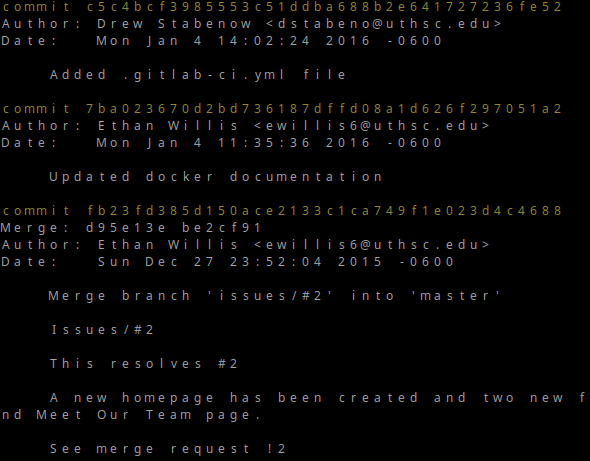 commit c5c4bcf3985553c51ddba688b2e641727236fe52
Author: Drew Stabenow <dstabeno@uthsc.edu>
Date: Mon Jan 4 14:02:24 2016 -0600
Added .gitlab-ci.yml file
commit 7ba023670d2bd736187dffd08a1d626f297051a2
Author: Ethan Willis <ewillis6@uthsc.edu>
Date: Mon Jan 4 11:35:36 2016 -0600
Updated docker documentation
commit fb23fd385d150ace2133c1ca749f1e023d4c4688
Merge: d95e13e be2cf91
Author: Ethan Willis <ewillis6@uthsc.edu>
Date: Sun Dec 27 23:52:04 2015 -0600
Merge branch 'issues/#2' into 'master'
Issues/#2
This resolves #2
A new homepage has been created and two new f
nd Meet Our Team page.
See merge request !2